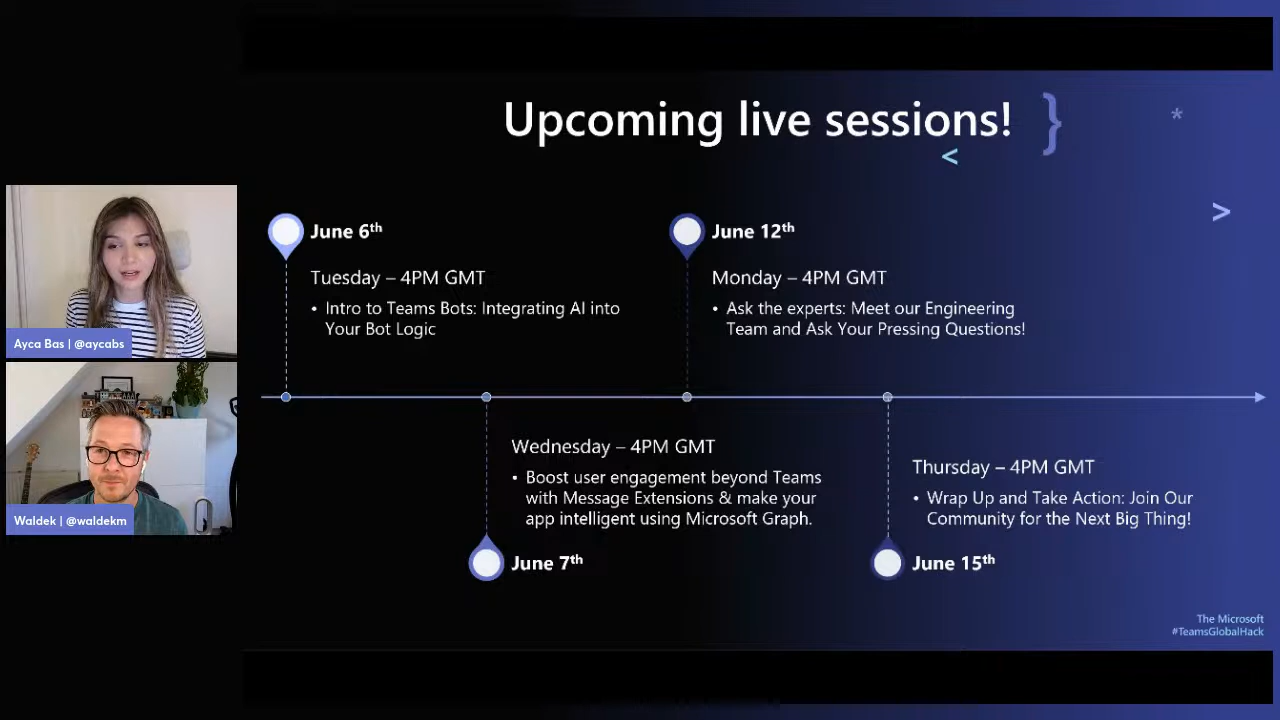 Upcoming live sessions! }
*
<
>
June 6th
Tuesday – 4PM GMT
• Intro to Teams Bots: Integrating AI into
Your Bot Logic
June 12th
Monday – 4PM GMT
• Ask the experts: Meet our Engineering
Team and Ask Your Pressing Questions!
Ayca Bas | @aycabs
Wednesday – 4PM GMT
• Boost user engagement beyond Teams
with Message Extensions & make your
app intelligent using Microsoft Graph.
June 7th
Thursday – 4PM GMT
• Wrap Up and Take Action: Join Our
Community for the Next Big Thing!
June 15th
Waldek | @waldekm
The Microsoft
#TeamsGlobalHack